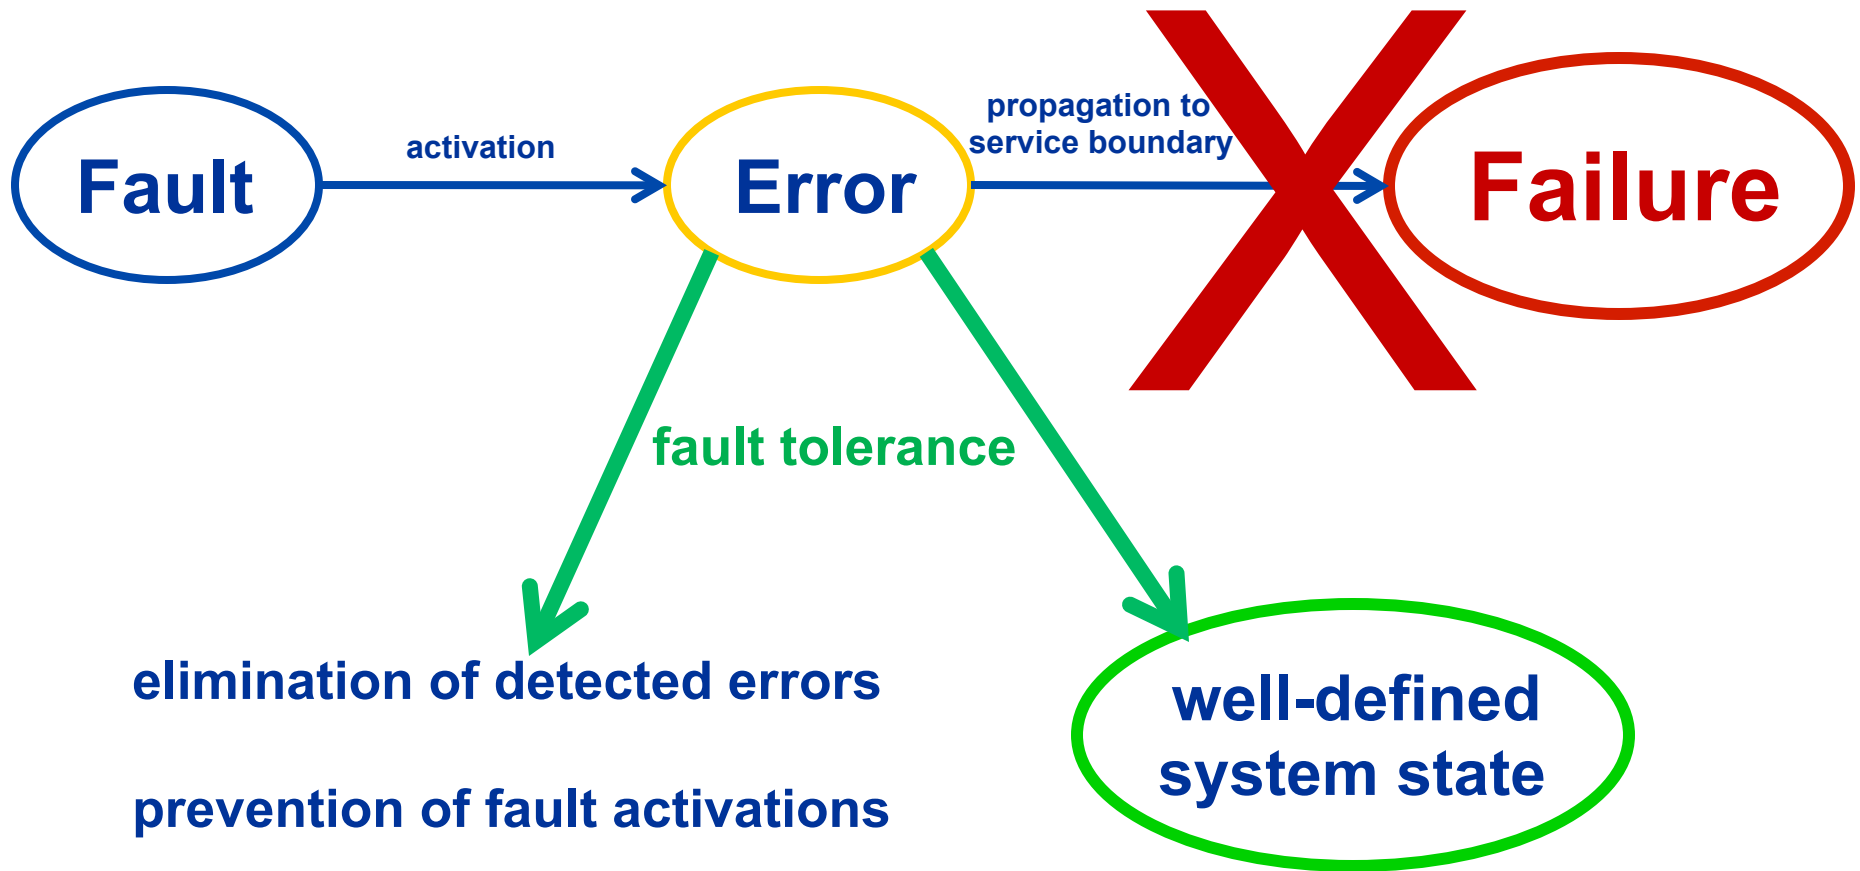 Fault
activation
Error
propagation to
service boundary
X
Failure
fault tolerance
elimination of detected errors
prevention of fault activations
well-defined
system state